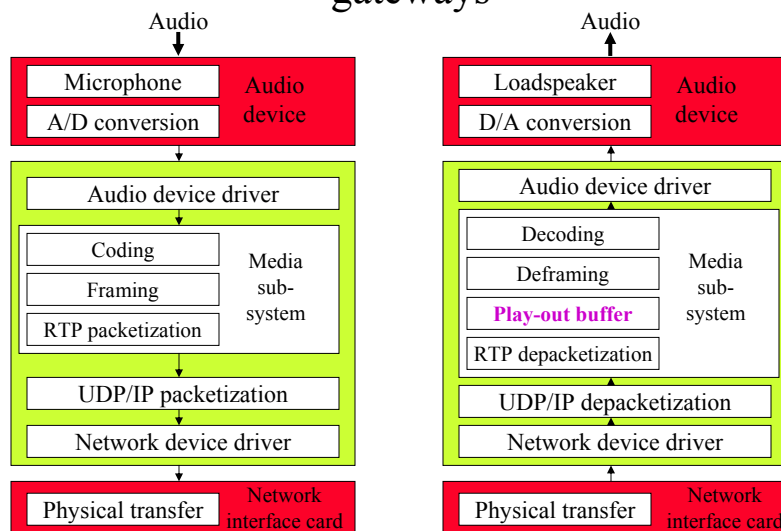 gateways
Audio
Microphone
Audio
device
A/D conversion
Audio device driver
Coding
Framing
RTP packetization
Media
sub-
system
UDP/IP packetization
Network device driver
Physical transfer
Network
interface card
Audio
Loadspeaker
Audio
device
D/A conversion
Audio device driver
Decoding
Deframing
Play-out buffer
RTP depacketization
Media
sub-
system
UDP/IP depacketization
Network device driver
Physical transfer
Network
interface card